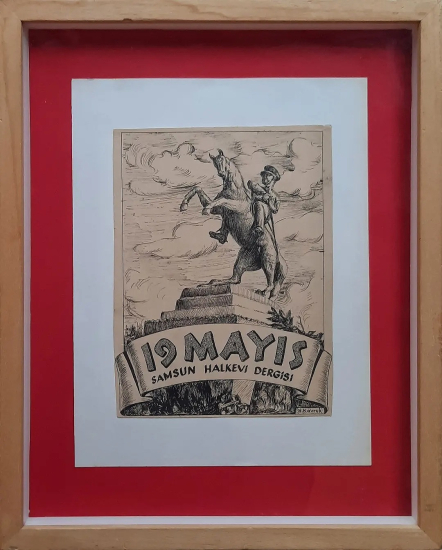 19 MAYIS
SAMSUN HALKEVİ DERGİSİ